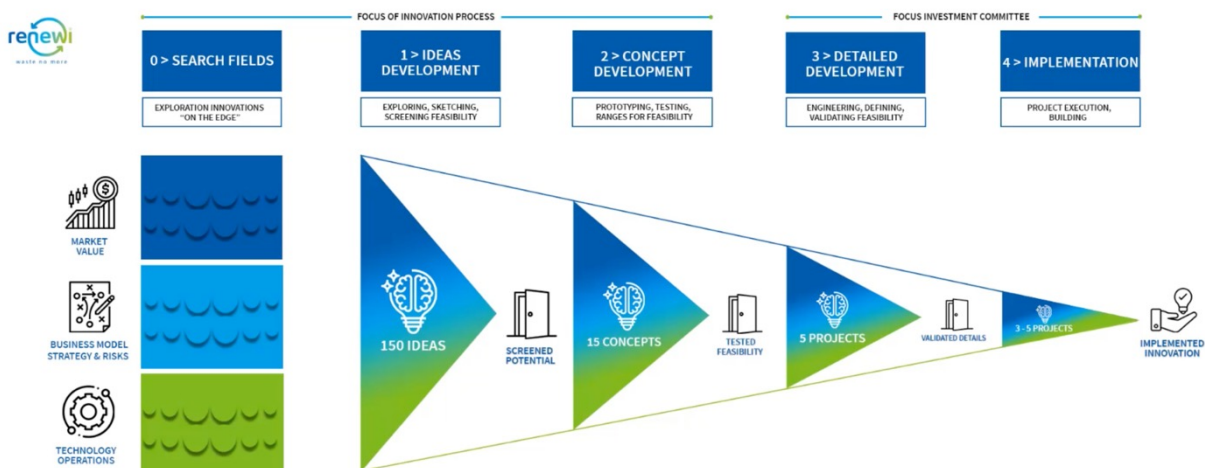 renewi
waste no more
FOCUS OF INNOVATION PROCESS
FOCUS INVESTMENT COMMITTEE
0 > SEARCH FIELDS
1 > IDEAS
DEVELOPMENT
2 > CONCEPT
DEVELOPMENT
3 > DETAILED
DEVELOPMENT
4 > IMPLEMENTATION
EXPLORATION INNOVATIONS
“ON THE EDGE”
EXPLORING, SKETCHING,
SCREENING FEASIBILITY
PROTOTYPING, TESTING,
RANGES FOR FEASIBILITY
ENGINEERING, DEFINING,
VALIDATING FEASIBILITY
PROJECT EXECUTION,
BUILDING
MARKET
VALUE
BUSINESS MODEL
STRATEGY & RISKS
TECHNOLOGY
OPERATIONS
150 IDEAS
SCREENED
POTENTIAL
15 CONCEPTS
TESTED
FEASIBILITY
5 PROJECTS
VALIDATED DETAILS
3 - 5 PROJECTS
IMPLEMENTED
INNOVATION